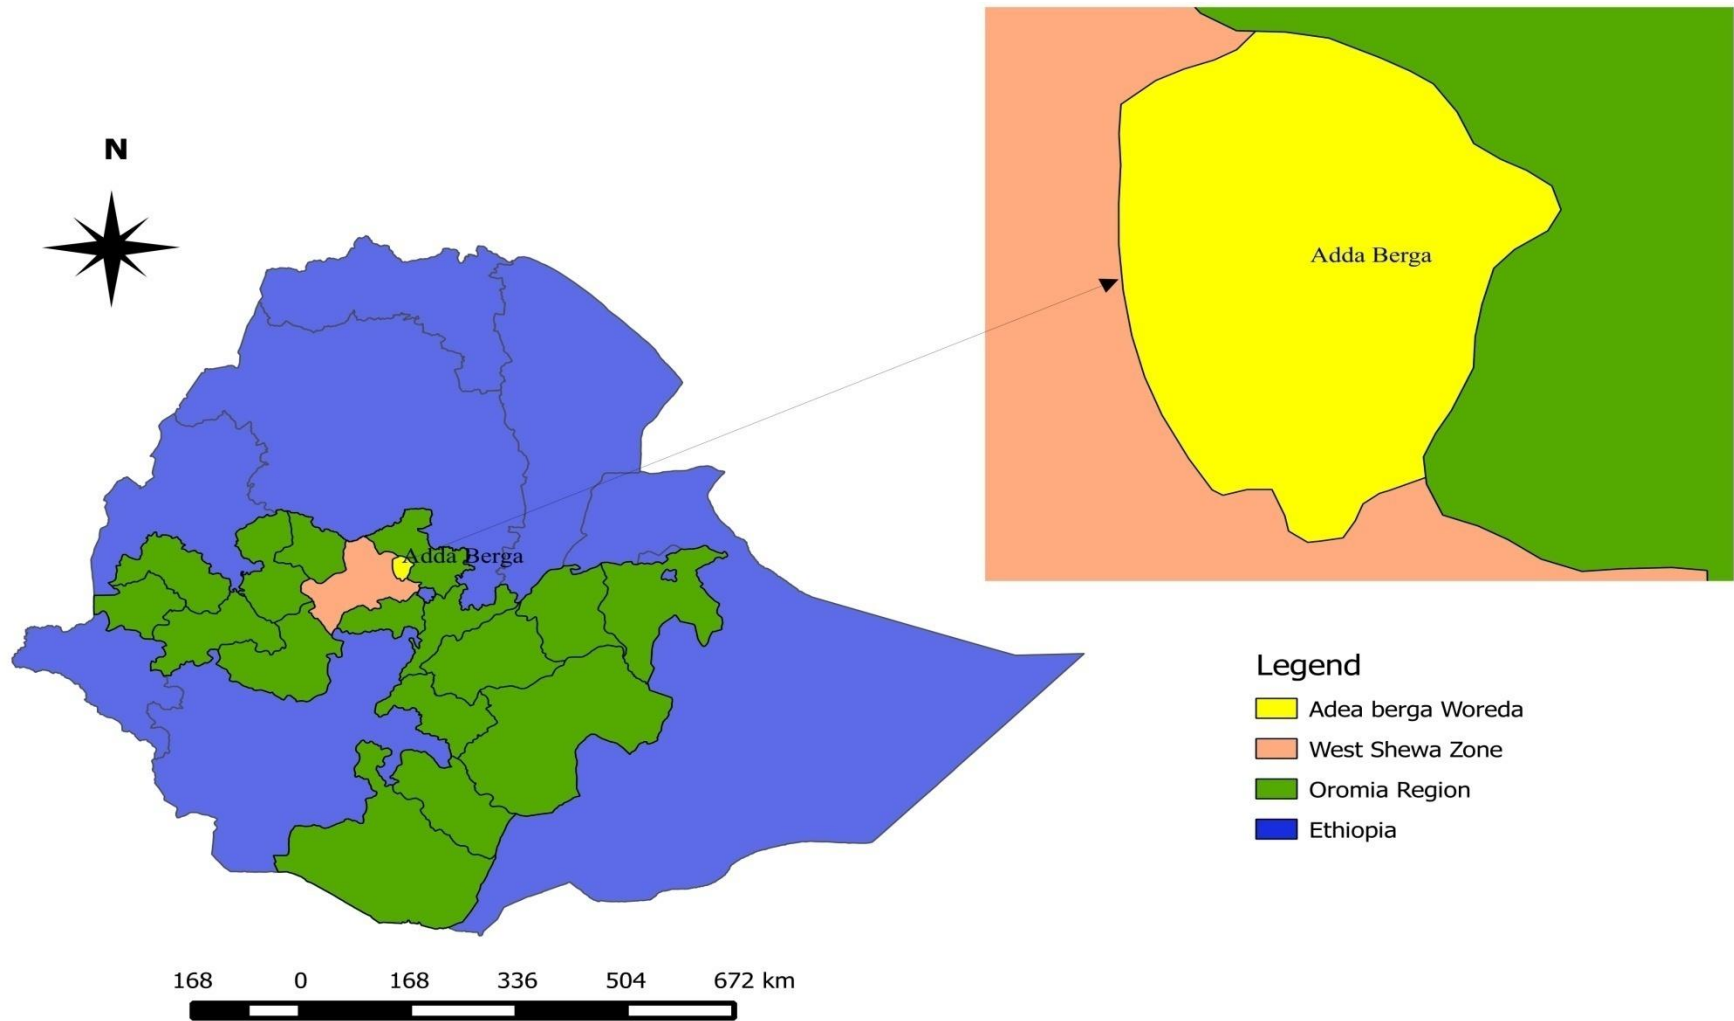 N
Adda Berga
Adda Berga
Legend
Adea berga Woreda
West Shewa Zone
Oromia Region
Ethiopia
168 0 168 336 504 672 km